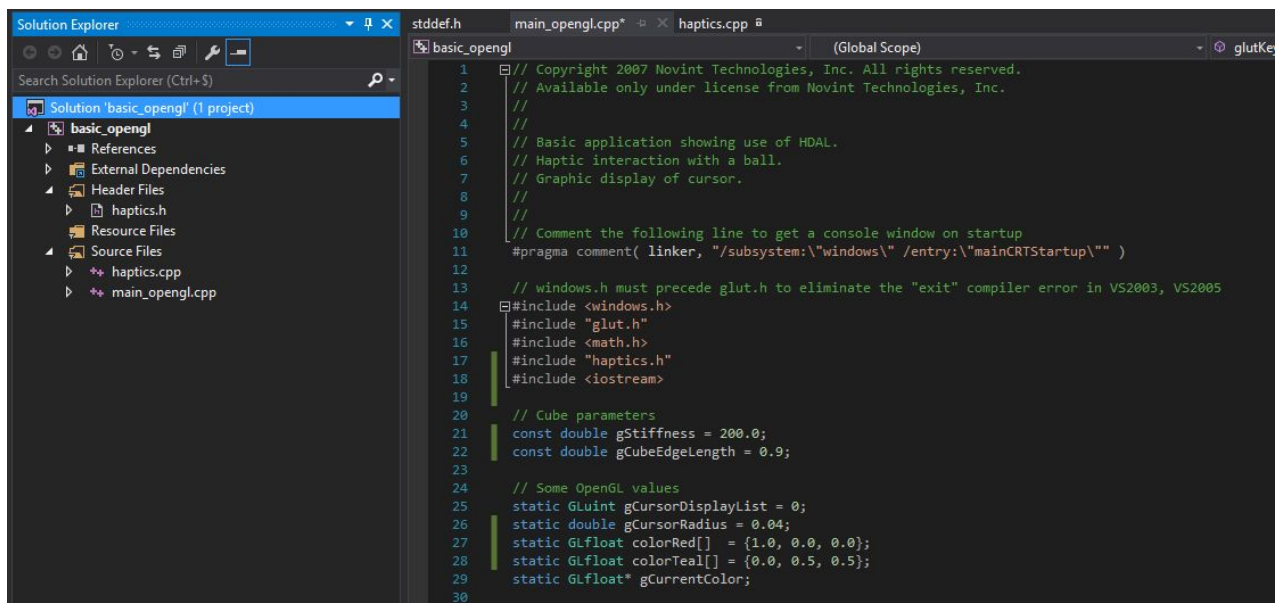 Solution Explorer
Search Solution Explorer (Ctrl+$)
Solution 'basic_opengl' (1 project)
basic_opengl
References
External Dependencies
Header Files
haptics.h
Resource Files
Source Files
haptics.cpp
main_opengl.cpp
stddef.h main_opengl.cpp* haptics.cpp
basic_opengl (Global Scope) glutKey
1 // Copyright 2007 Novint Technologies, Inc. All rights reserved.
2 // Available only under license from Novint Technologies, Inc.
3 //
4 //
5 // Basic application showing use of HDAL.
6 // Haptic interaction with a ball.
7 // Graphic display of cursor.
8 //
9 //
10 // Comment the following line to get a console window on startup
11 #pragma comment( linker, "/subsystem:\"windows\" /entry:\"mainCRTStartup\"" )
12
13 // windows.h must precede glut.h to eliminate the "exit" compiler error in VS2003, VS2005
14 #include <windows.h>
15 #include "glut.h"
16 #include <math.h>
17 #include "haptics.h"
18 #include <iostream>
19
20 // Cube parameters
21 const double gStiffness = 200.0;
22 const double gCubeEdgeLength = 0.9;
23
24 // Some OpenGL values
25 static GLuint gCursorDisplayList = 0;
26 static double gCursorRadius = 0.04;
27 static GLfloat colorRed[] = {1.0, 0.0, 0.0};
28 static GLfloat colorTeal[] = {0.0, 0.5, 0.5};
29 static GLfloat* gCurrentColor;
30